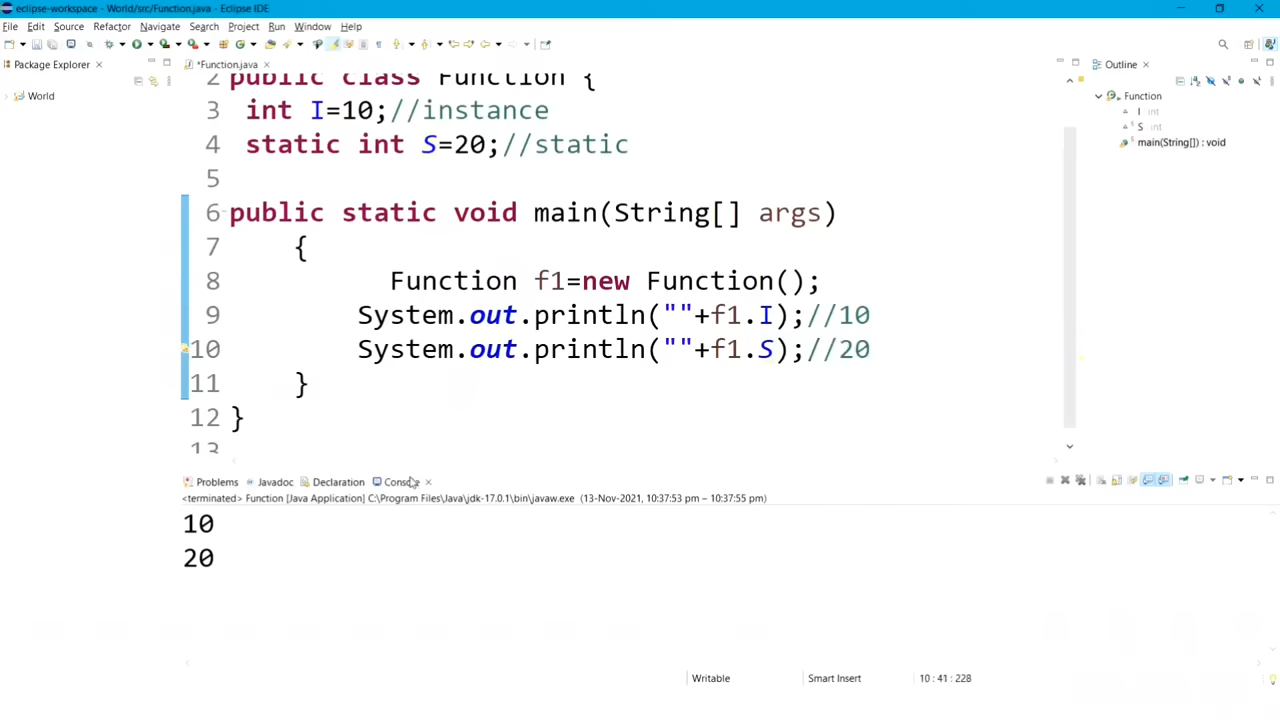 eclipse-workspace - World/src/Function.java - Eclipse IDE
File Edit Source Refactor Navigate Search Project Run Window Help
Package Explorer
*Function.java
Outline
World
Function
I int
S int
main(String[]) : void
2 public class Function {
3 int I=10;//instance
4 static int S=20;//static
5
6 public static void main(String[] args)
7 {
8 Function f1=new Function();
9 System.out.println(""+f1.I);//10
10 System.out.println(""+f1.S);//20
11 }
12 }
13
Problems Javadoc Declaration Console
<terminated> Function [Java Application] C:\Program Files\Java\jdk-17.0.1\bin\javaw.exe (13-Nov-2021, 10:37:53 pm – 10:37:55 pm)
10
20
Writable Smart Insert 10 : 41 : 228